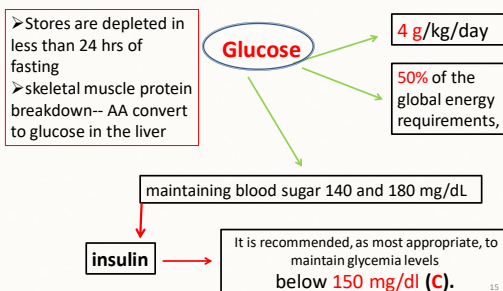 ➢Stores are depleted in
less than 24 hrs of
fasting
➢skeletal muscle protein
breakdown-- AA convert
to glucose in the liver
Glucose
4 g/kg/day
50% of the
global energy
requirements,
maintaining blood sugar 140 and 180 mg/dL
insulin
It is recommended, as most appropriate, to
maintain glycemia levels
below 150 mg/dl (C).
15